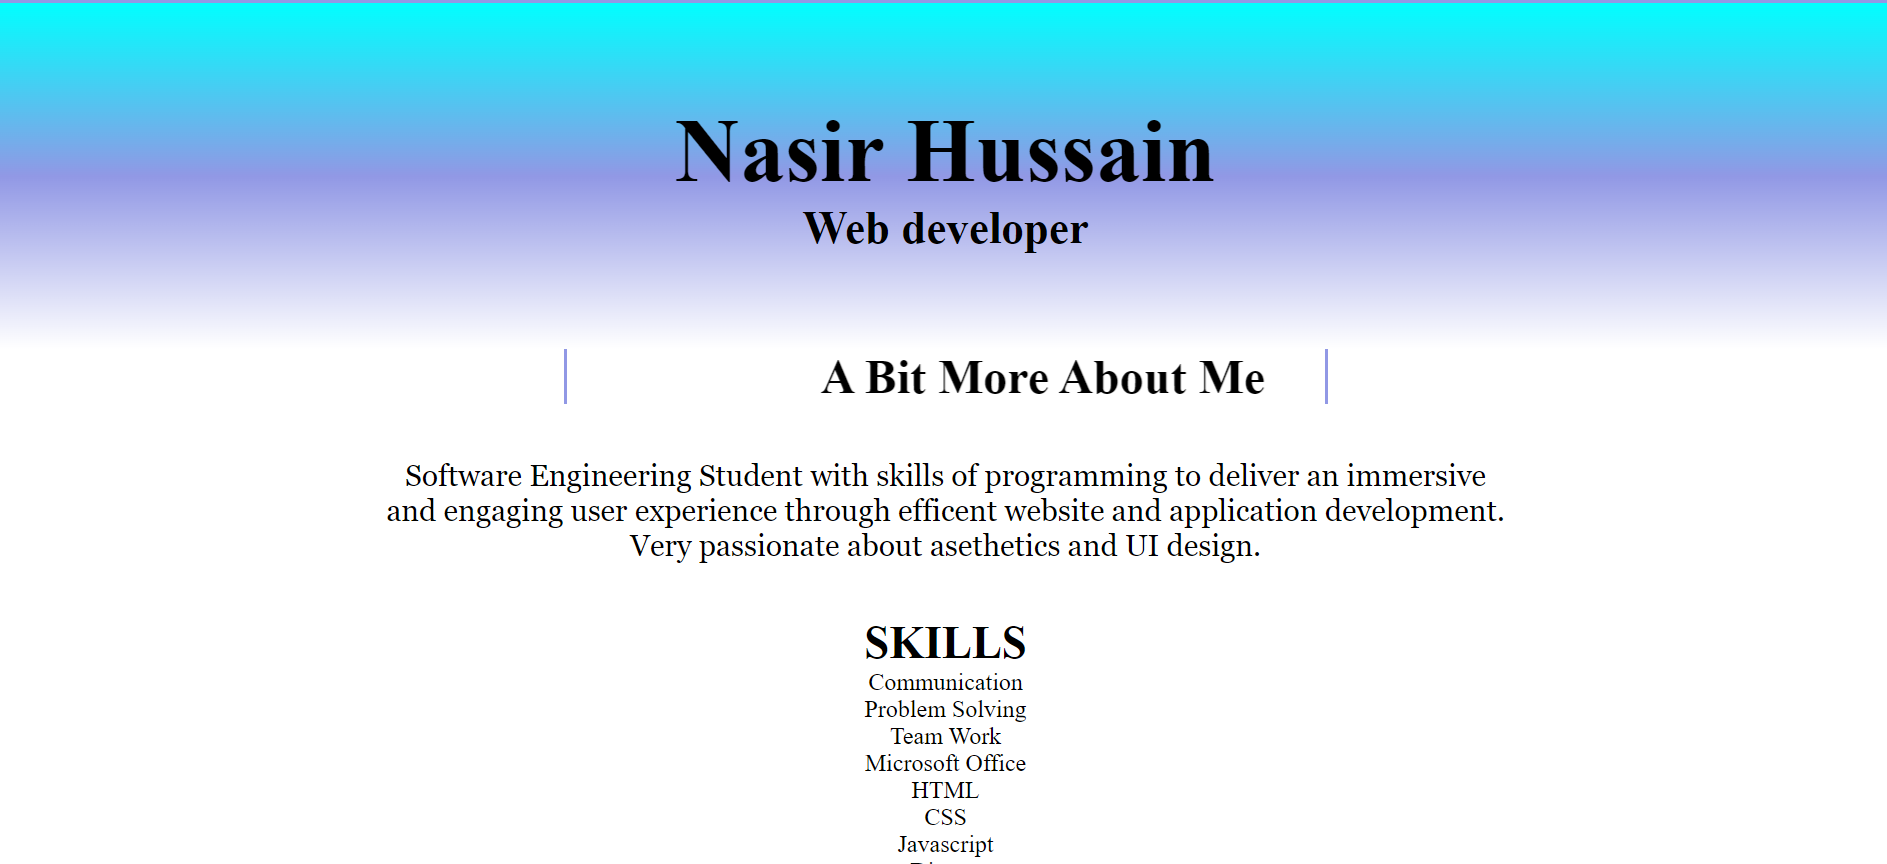 Nasir Hussain
Web developer
A Bit More About Me
Software Engineering Student with skills of programming to deliver an immersive
and engaging user experience through efficent website and application development.
Very passionate about asethetics and UI design.
SKILLS
Communication
Problem Solving
Team Work
Microsoft Office
HTML
CSS
Javascript